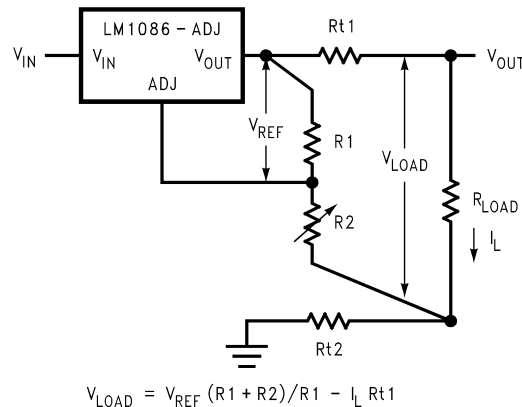 LM1086-ADJ
V_IN
V_IN
V_OUT
ADJ
Rt1
V_OUT
V_REF
R1
V_LOAD
R2
R_LOAD
I_L
Rt2
V_LOAD = V_REF (R1 + R2)/R1 - I_L Rt1